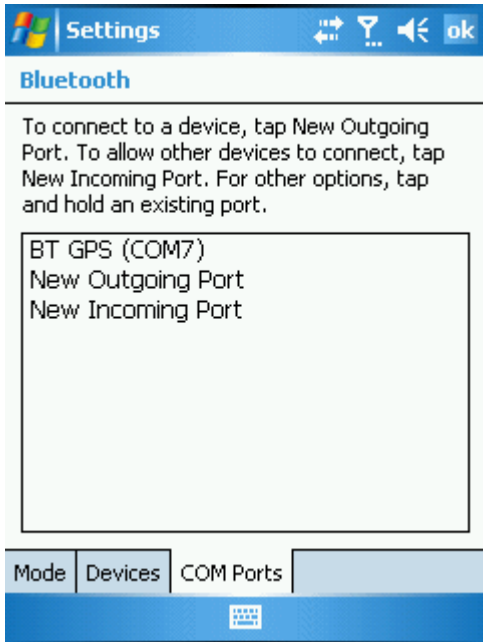 Settings
ok
Bluetooth
To connect to a device, tap New Outgoing
Port. To allow other devices to connect, tap
New Incoming Port. For other options, tap
and hold an existing port.
BT GPS (COM7)
New Outgoing Port
New Incoming Port
Mode Devices COM Ports